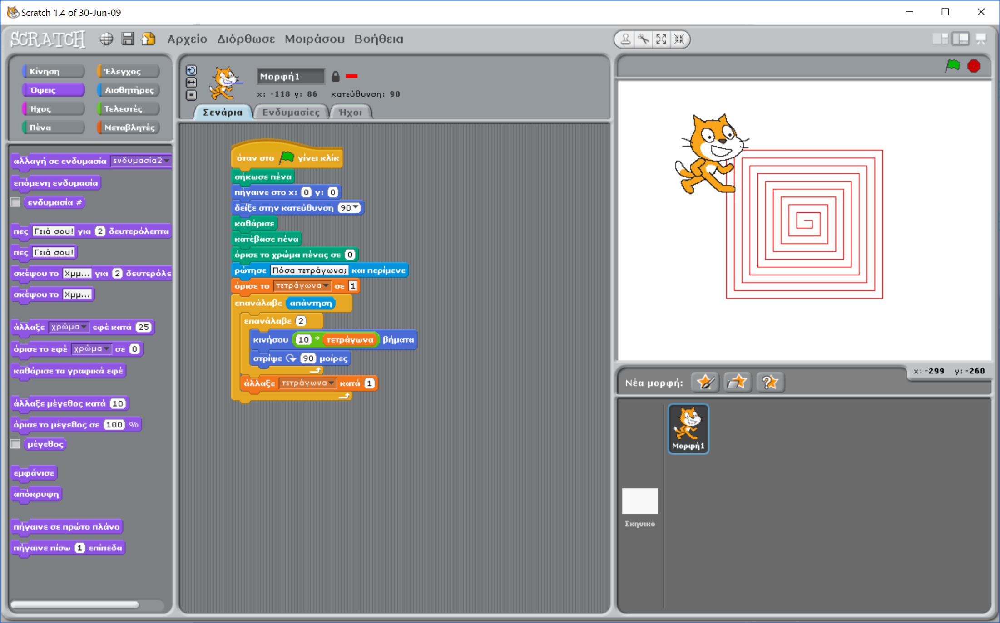 Scratch 1.4 of 30-Jun-09
SCRATCH Αρχείο Διόρθωσε Μοιράσου Βοήθεια
Κίνηση Έλεγχος
Όψεις Αισθητήρες
Ήχος Τελεστές
Πένα Μεταβλητές
αλλαγή σε ενδυμασία ενδυμασία2
επόμενη ενδυμασία
ενδυμασία #
πες Γειά σου! για 2 δευτερόλεπτα
πες Γειά σου!
σκέψου το Χμμ... για 2 δευτερόλε
σκέψου το Χμμ...
άλλαξε χρώμα εφέ κατά 25
όρισε το εφέ χρώμα σε 0
καθάρισε τα γραφικά εφέ
άλλαξε μέγεθος κατά 10
όρισε το μέγεθος σε 100 %
μέγεθος
εμφάνισε
απόκρυψη
πήγαινε σε πρώτο πλάνο
πήγαινε πίσω 1 επίπεδα
Μορφή1
x: -118 y: 86 κατεύθυνση: 90
Σενάρια Ενδυμασίες Ήχοι
όταν στο γίνει κλίκ
σήκωσε πένα
πήγαινε στο x: 0 y: 0
δείξε στην κατεύθυνση 90
καθάρισε
κατέβασε πένα
όρισε το χρώμα πένας σε 0
ρώτησε Πόσα τετράγωνα; και περίμενε
όρισε το τετράγωνα σε 1
επανάλαβε απάντηση
επανάλαβε 2
κινήσου 10 * τετράγωνα βήματα
στρίψε 90 μοίρες
άλλαξε τετράγωνα κατά 1
x: -299 y: -260
Νέα μορφή:
Μορφή1
Σκηνικό